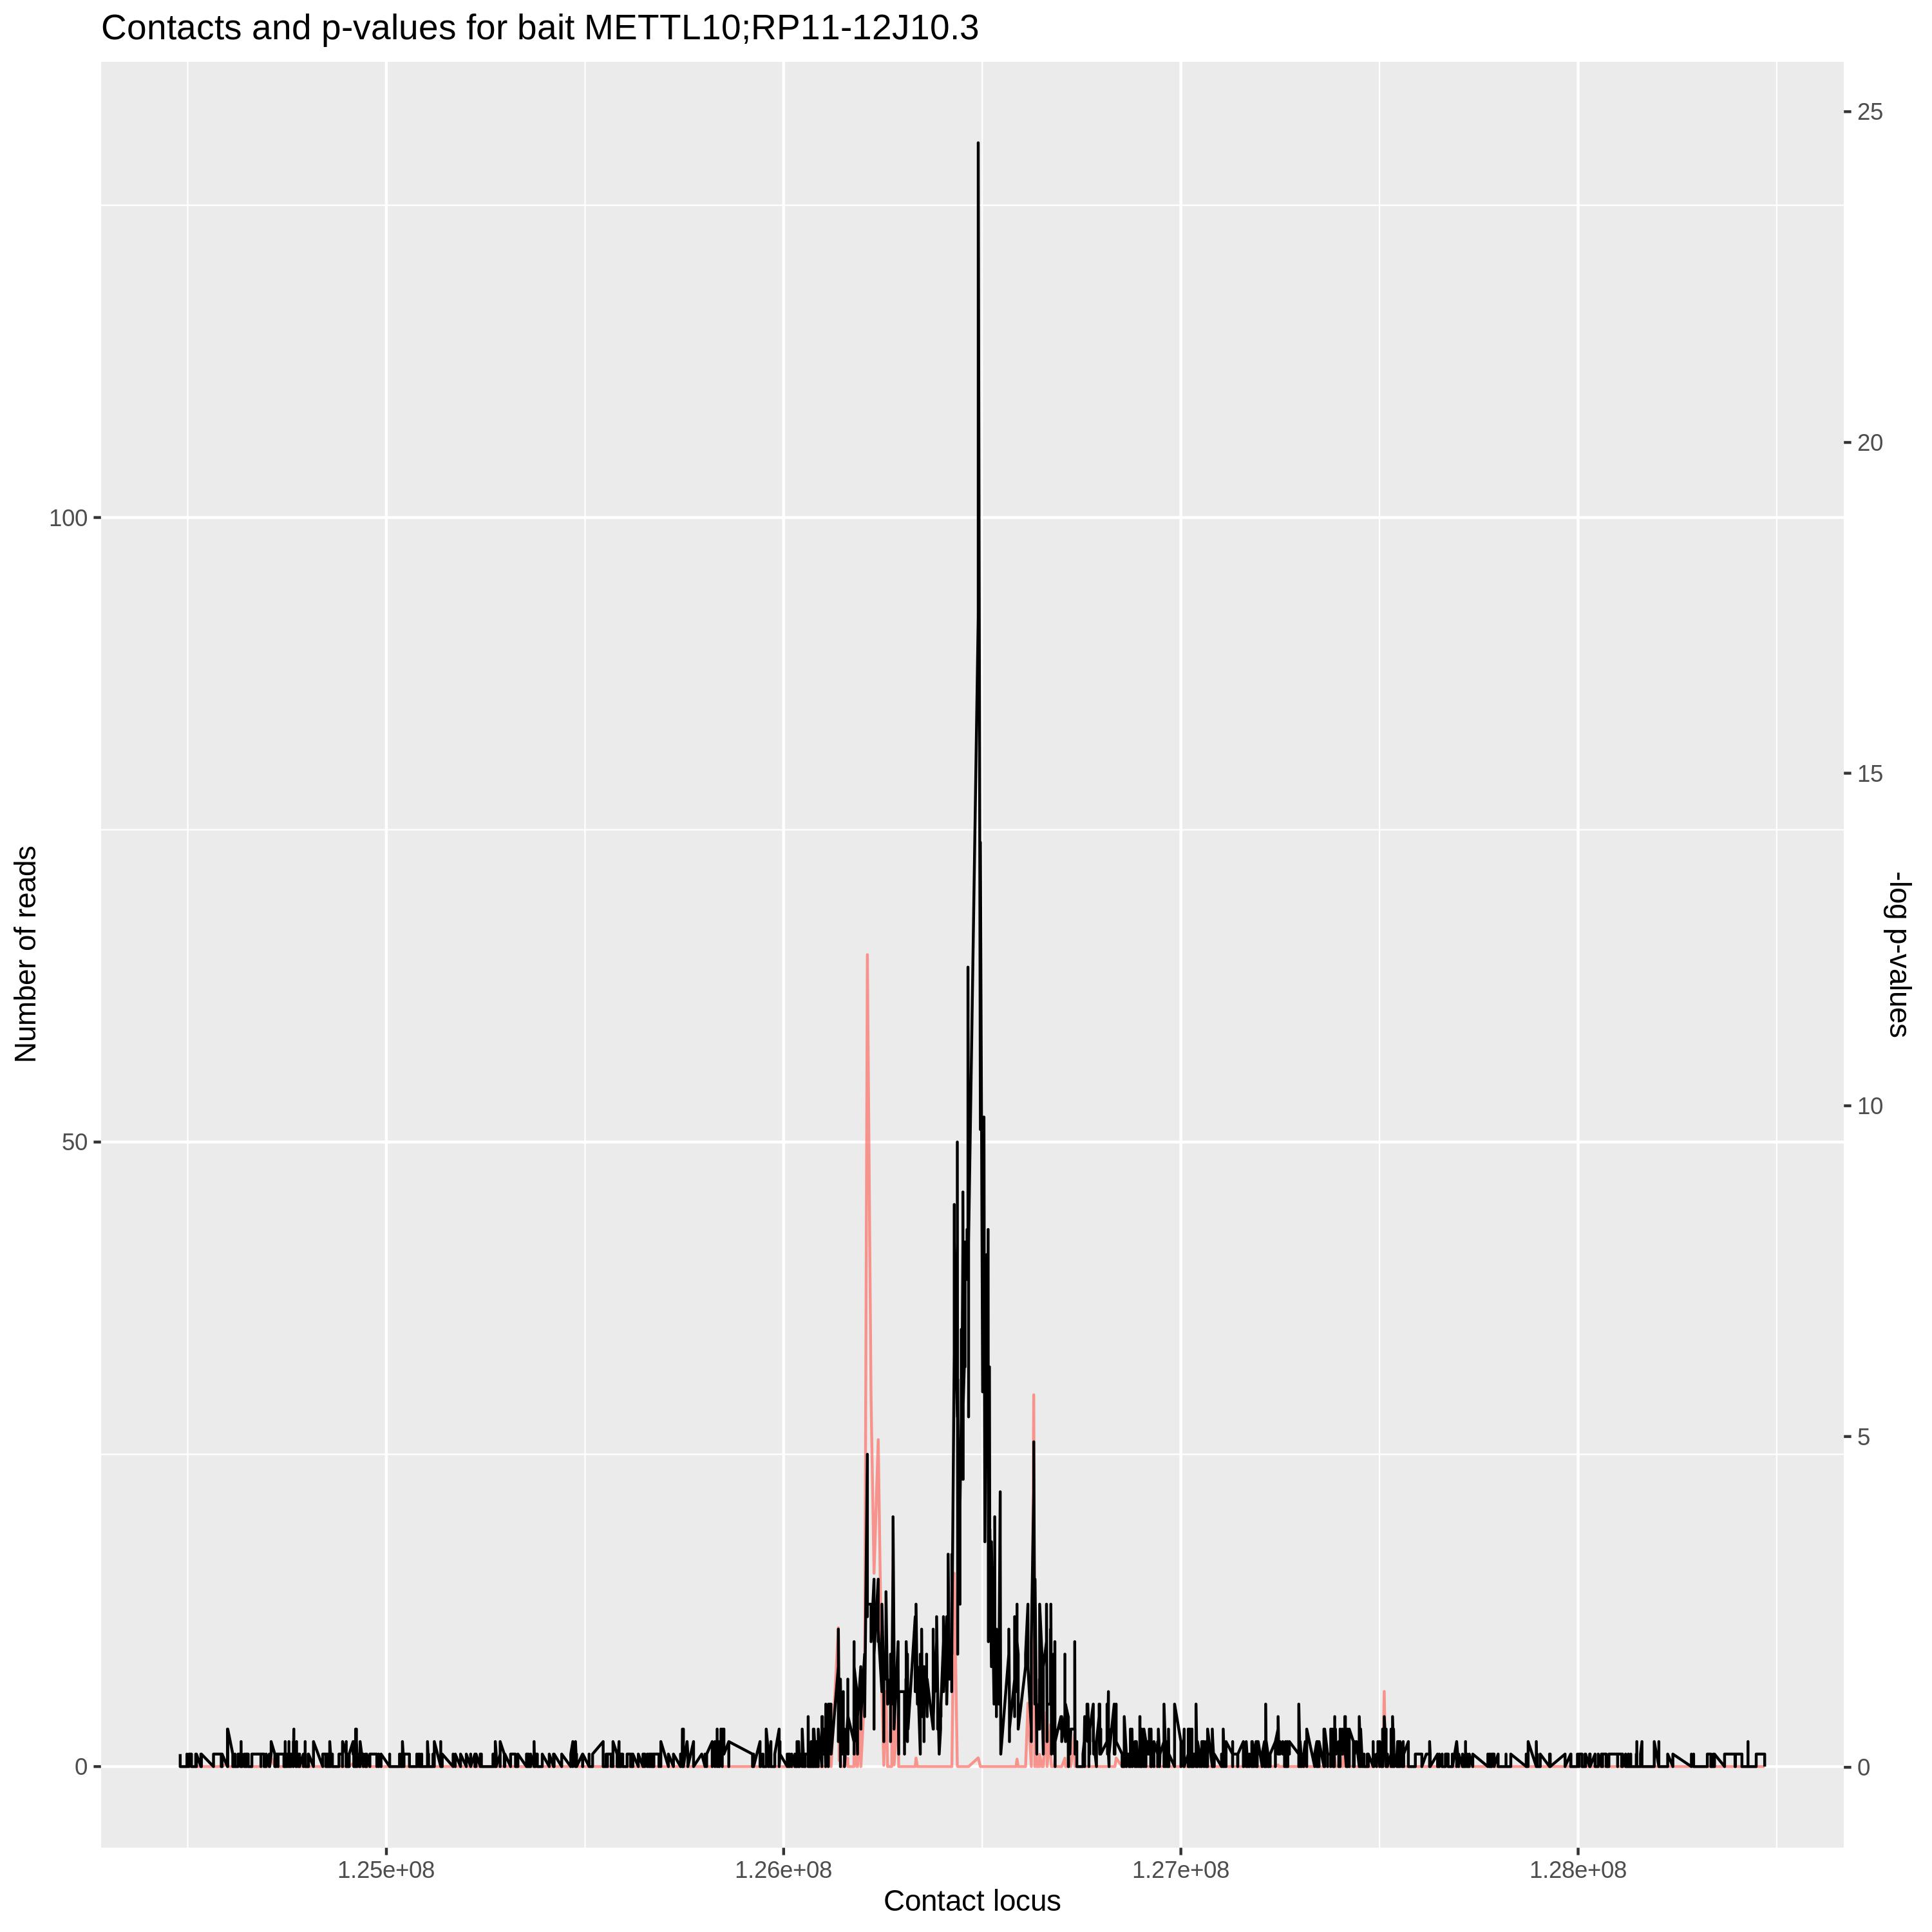 Contacts and p-values for bait METTL10;RP11-12J10.3
Number of reads
100
50
0
25
20
15
10
5
0
-log p-values
1.25e+08
1.26e+08
1.27e+08
1.28e+08
Contact locus